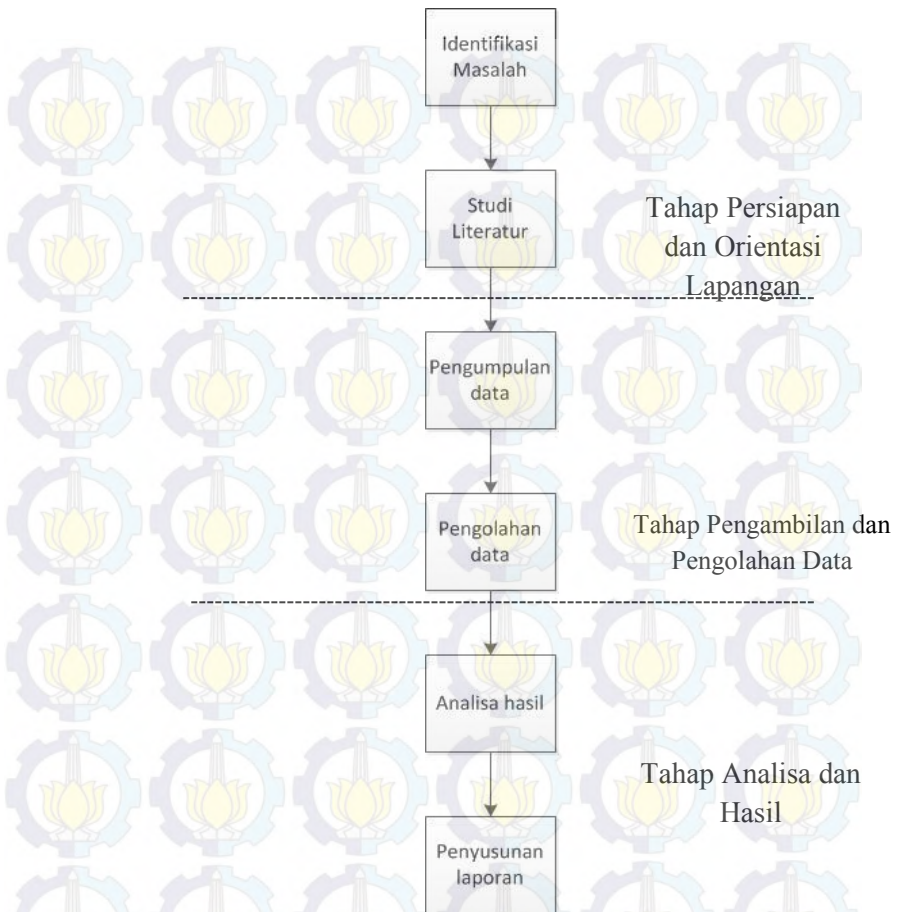 Identifikasi
Masalah
Studi
Literatur
Tahap Persiapan
dan Orientasi
Lapangan
Pengumpulan
data
Pengolahan
data
Tahap Pengambilan dan
Pengolahan Data
Analisa hasil
Tahap Analisa dan
Hasil
Penyusunan
laporan